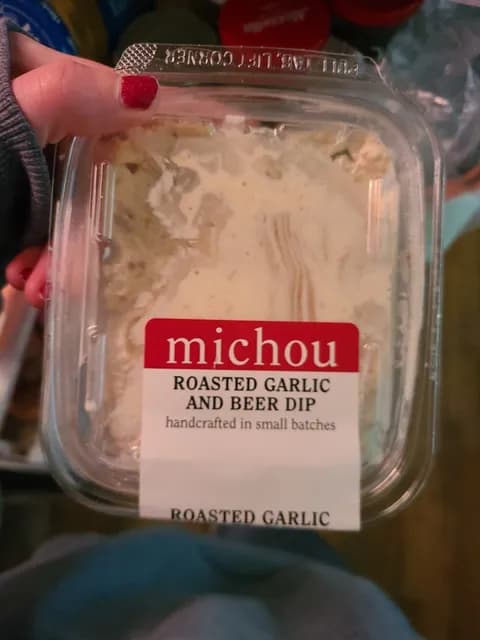 PULL TAB, LIFT CORNER
michou
ROASTED GARLIC
AND BEER DIP
handcrafted in small batches
ROASTED GARLIC